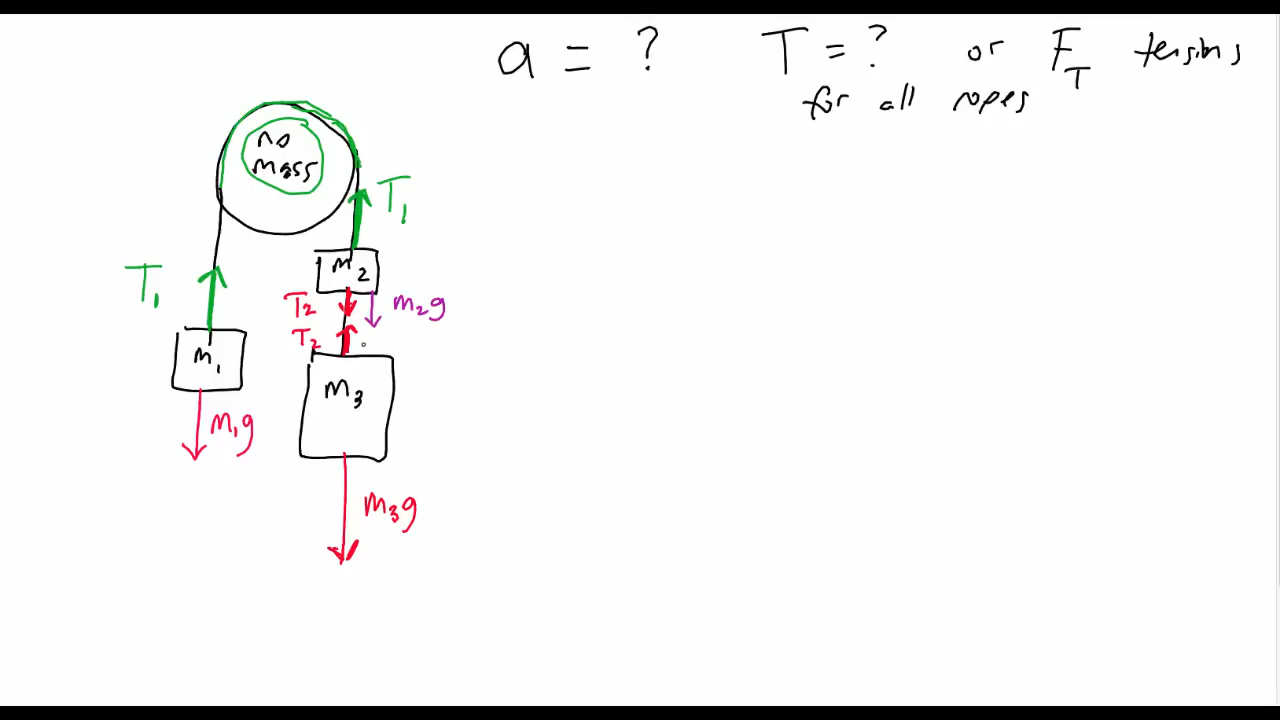 a = ? T = ? or F_T tensions
for all ropes
no
mass
T₁
T₁
m₂
T₂
m₂g
T₂
m₁
m₃
m₁g
m₃g